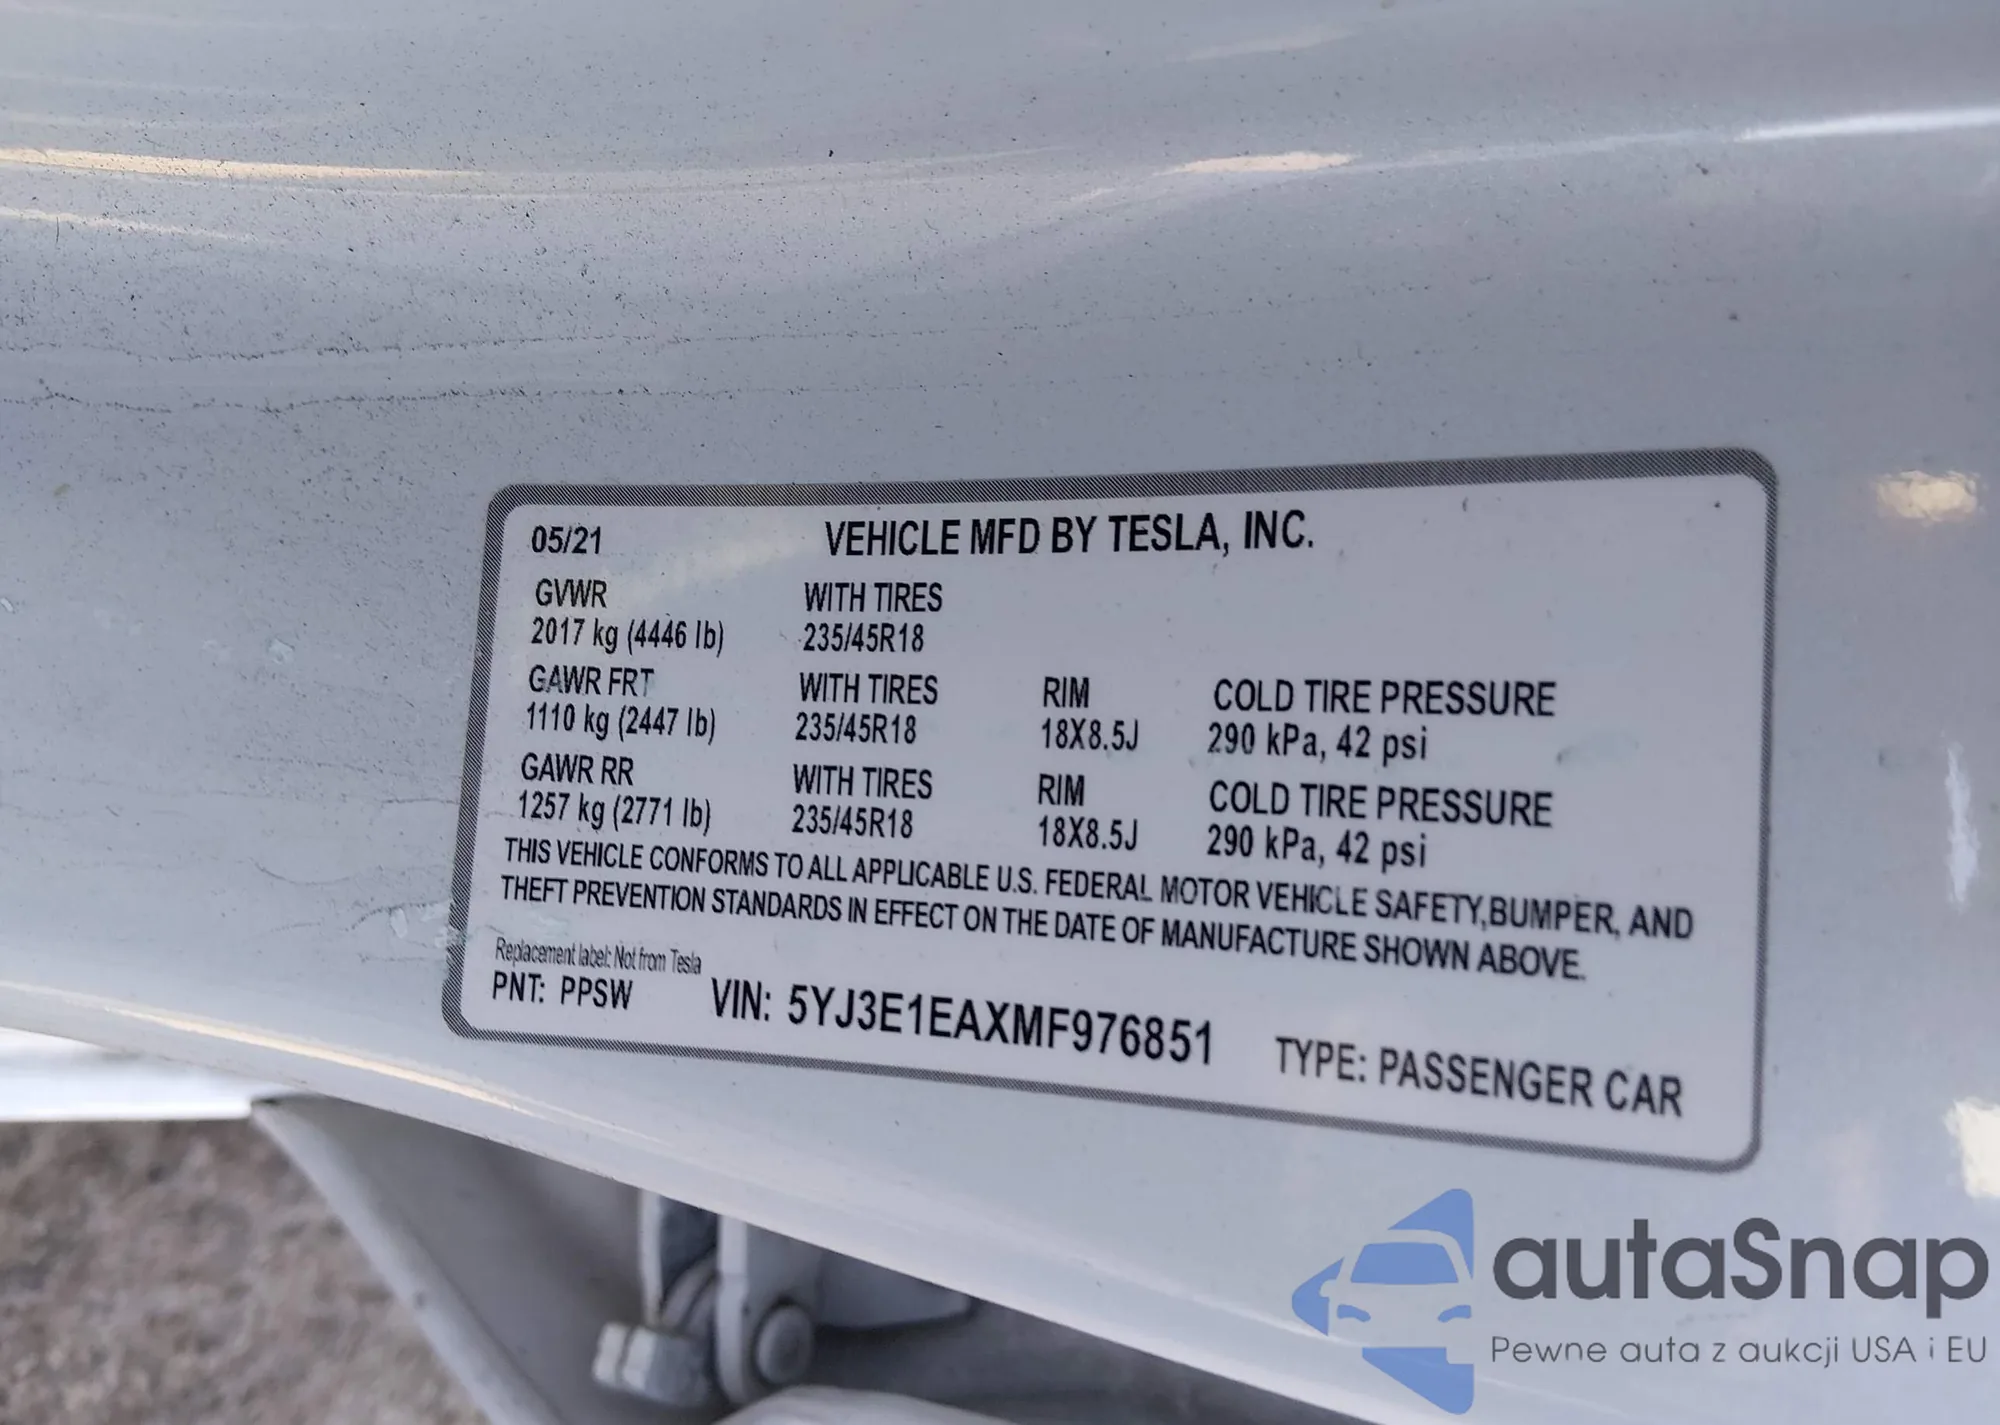 05/21 VEHICLE MFD BY TESLA, INC.
GVWR WITH TIRES
2017 kg (4446 lb) 235/45R18
GAWR FRT WITH TIRES RIM COLD TIRE PRESSURE
1110 kg (2447 lb) 235/45R18 18X8.5J 290 kPa, 42 psi
GAWR RR WITH TIRES RIM COLD TIRE PRESSURE
1257 kg (2771 lb) 235/45R18 18X8.5J 290 kPa, 42 psi
THIS VEHICLE CONFORMS TO ALL APPLICABLE U.S. FEDERAL MOTOR VEHICLE SAFETY,BUMPER, AND
THEFT PREVENTION STANDARDS IN EFFECT ON THE DATE OF MANUFACTURE SHOWN ABOVE.
Replacement label: Not from Tesla
PNT: PPSW VIN: 5YJ3E1EAXMF976851 TYPE: PASSENGER CAR
autaSnap
Pewne auta z aukcji USA i EU